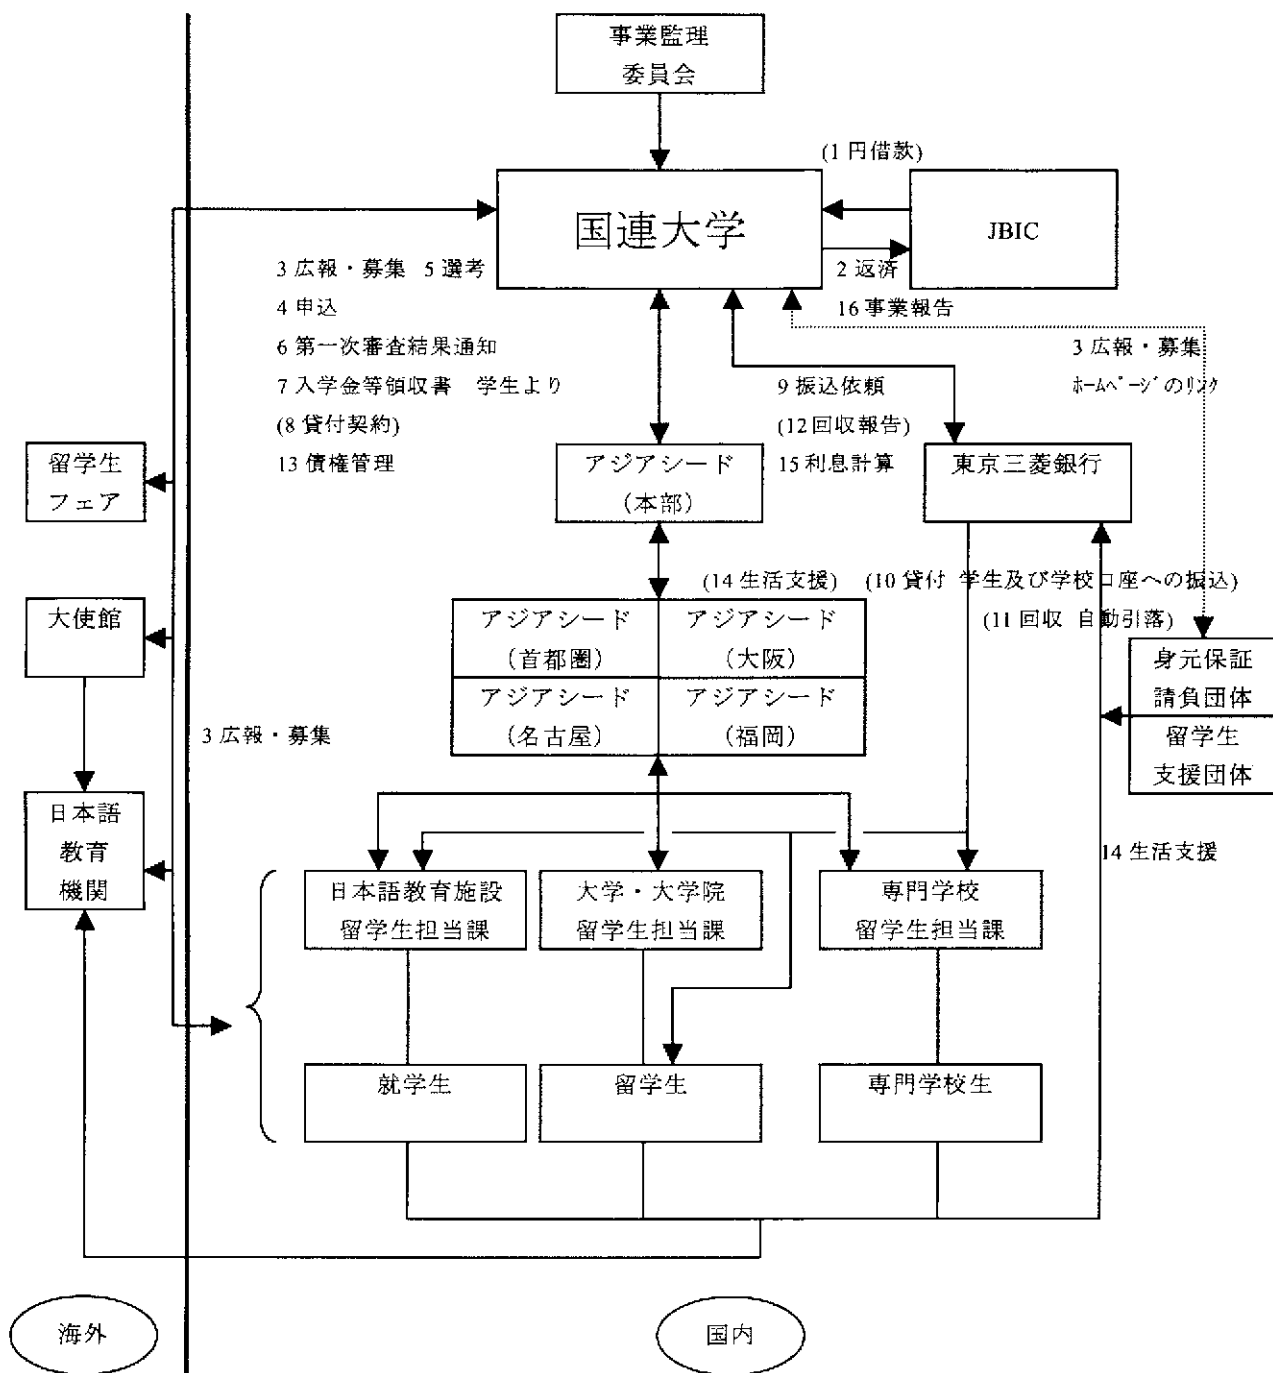 事業監理
委員会
(1 円借款)
国連大学
JBIC
3 広報・募集 5 選考
2 返済
4 申込
16 事業報告
6 第一次審査結果通知
3 広報・募集
7 入学金等領収書 学生より
9 振込依頼
ホームページのリンク
(8 貸付契約)
(12 回収報告)
13 債権管理
15 利息計算
留学生
フェア
アジアシード
(本部)
東京三菱銀行
(14 生活支援)
(10 貸付 学生及び学校口座への振込)
大使館
アジアシード
(首都圏)
アジアシード
(大阪)
(11 回収 自動引落)
身元保証
請負団体
アジアシード
(名古屋)
アジアシード
(福岡)
留学生
支援団体
3 広報・募集
日本語
教育
機関
14 生活支援
日本語教育施設
留学生担当課
大学・大学院
留学生担当課
専門学校
留学生担当課
就学生
留学生
専門学校生
海外
国内